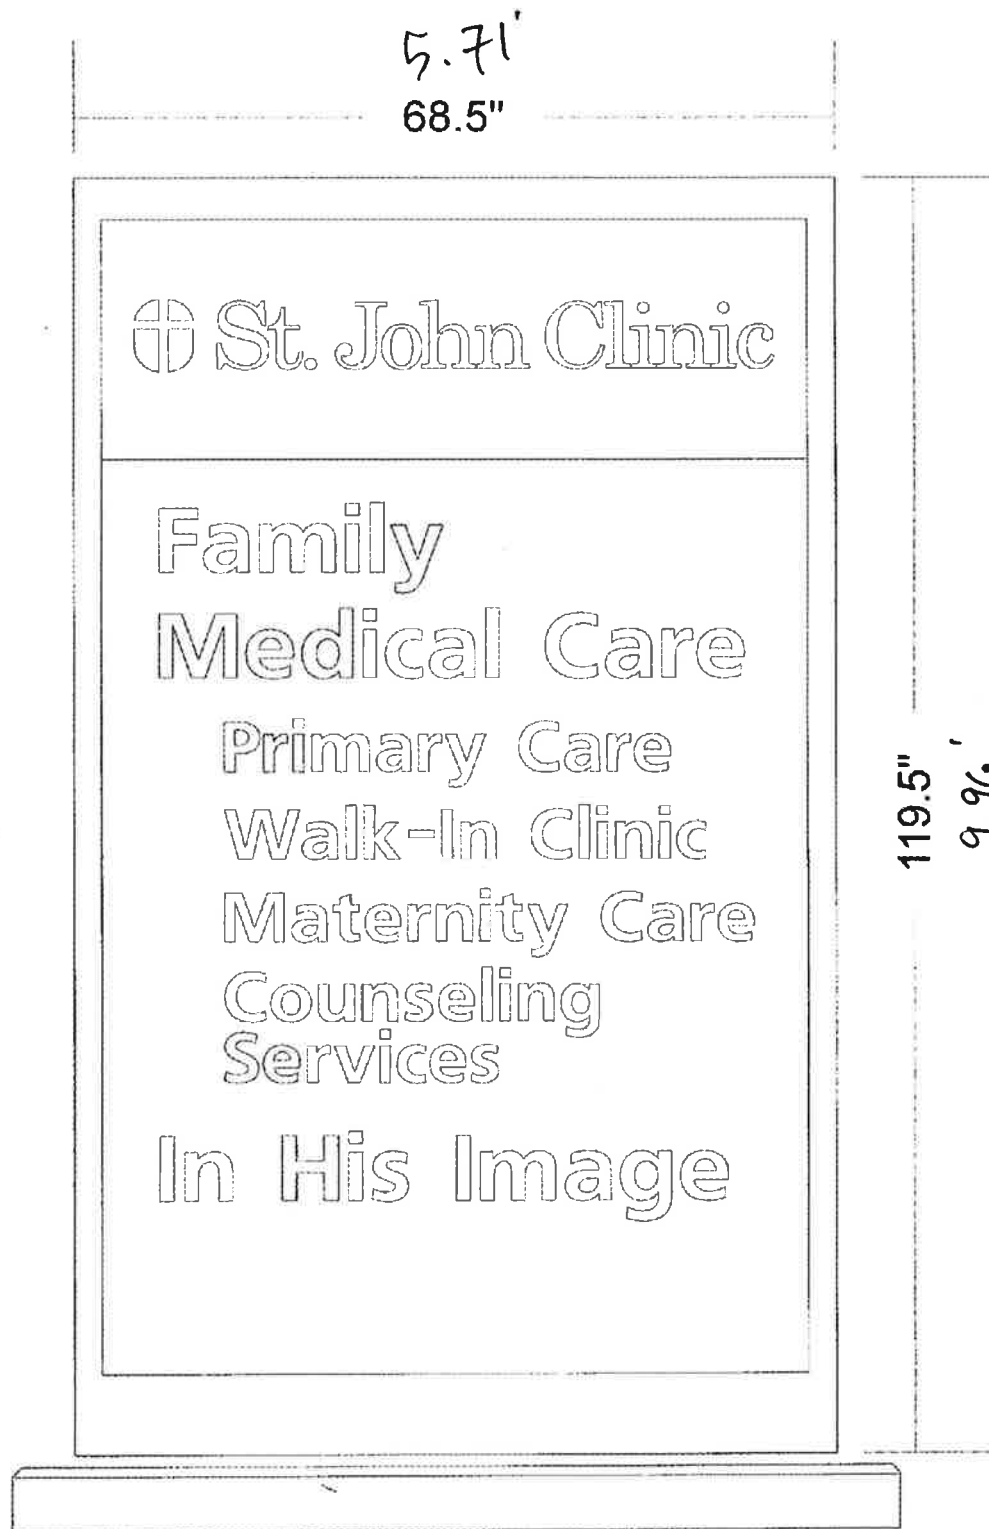 5.71'
68.5"
St. John Clinic
Family
Medical Care
Primary Care
Walk-In Clinic
Maternity Care
Counseling
Services
In His Image
119.5"